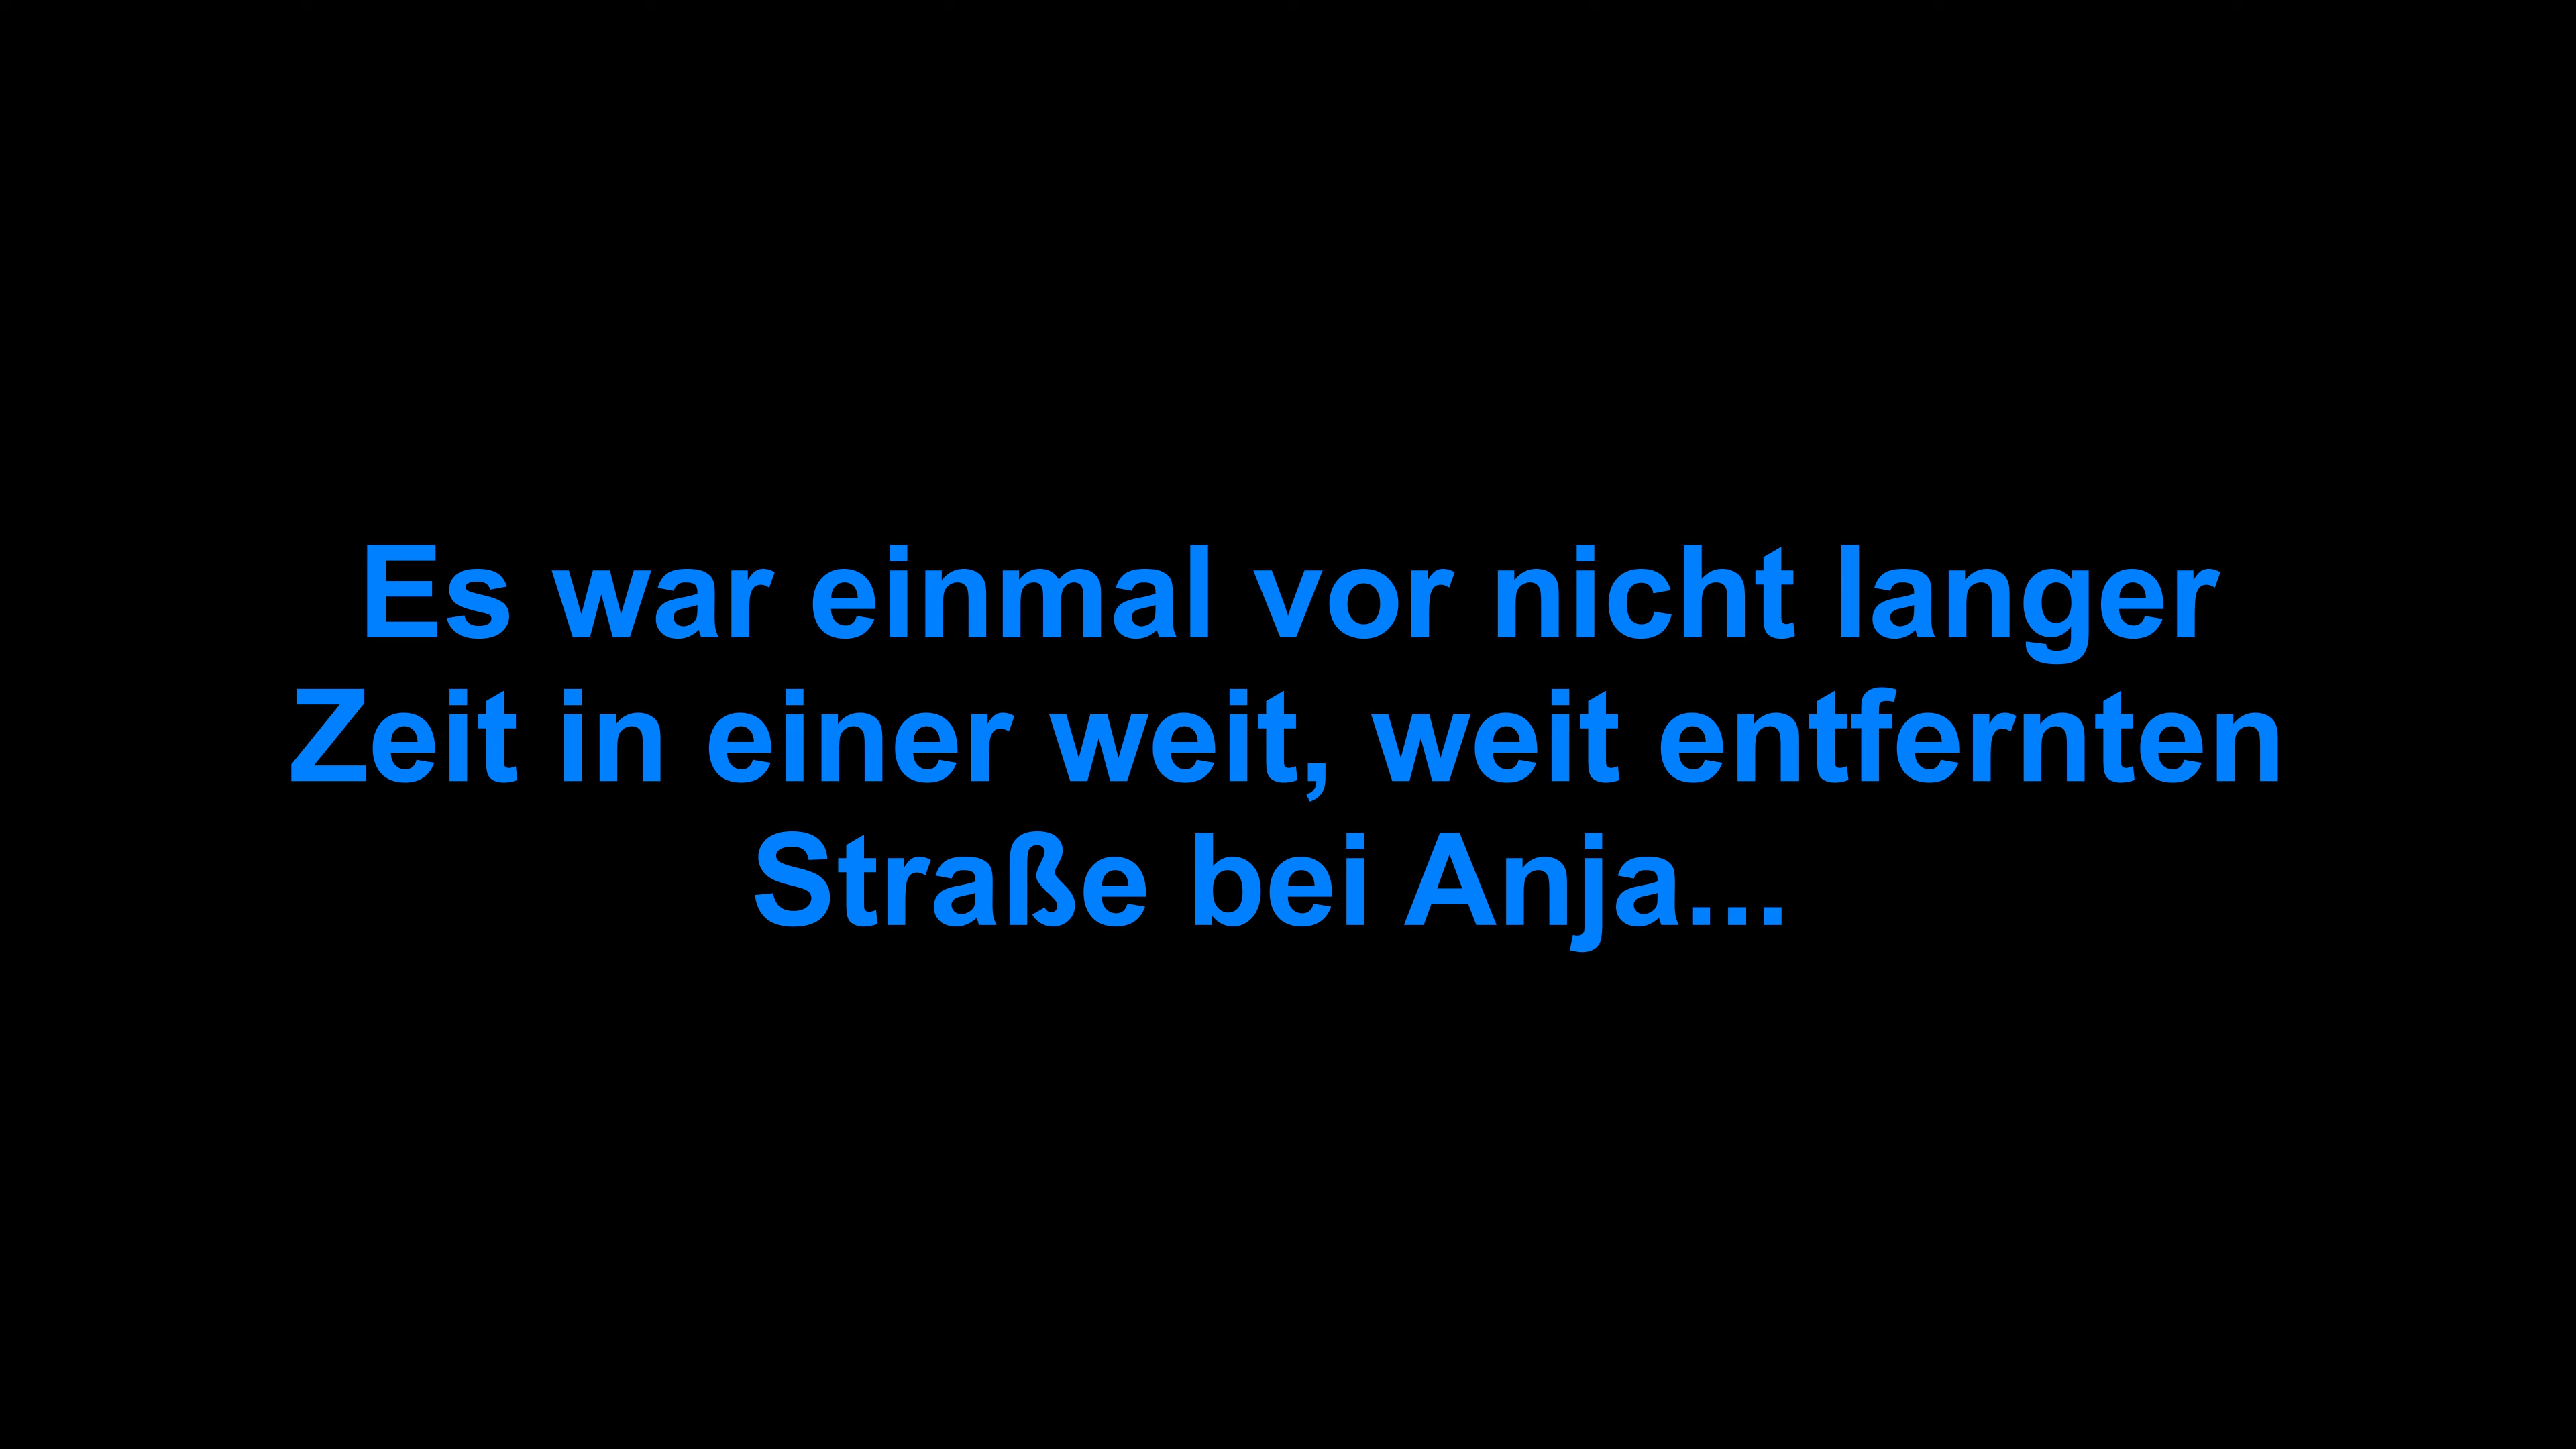 Es war einmal vor nicht langer
Zeit in einer weit, weit entfernten
Straße bei Anja...